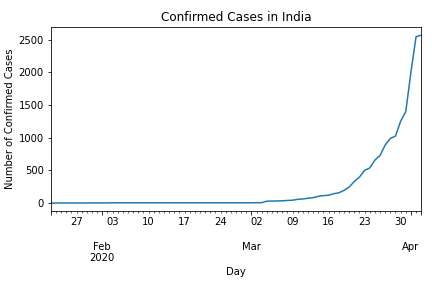 Confirmed Cases in India
Number of Confirmed Cases
2500
2000
1500
1000
500
0
27 03 10 17 24 02 09 16 23 30
Feb Mar Apr
2020
Day